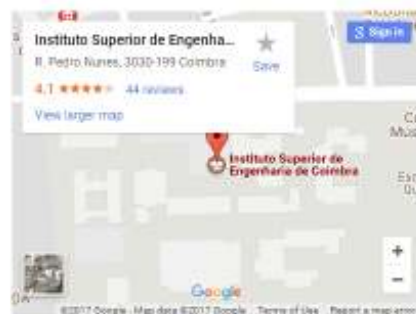 Instituto Superior de Engenha...
R. Pedro Nunes, 3030-199 Coimbra
Save
4.1 44 reviews
View larger map
Sign in
Instituto Superior de
Engenharia de Coimbra
+
-
Google
©2017 Google - Map data ©2017 Google Terms of Use Report a map error